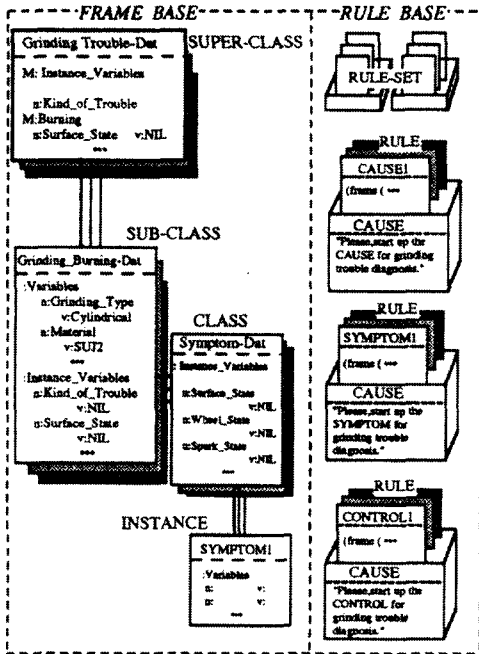 FRAME BASE
Grinding Trouble-Dat
SUPER-CLASS
M: Instance_Variables
n:Kind_of_Trouble
M:Burning
n:Surface_State v:NIL
***
SUB-CLASS
Grinding_Burning-Dat
:Variables
n:Grinding_Type
v:Cylindrical
n:Material
v:SUJ2
***
:Instance_Variables
n:Kind_of_Trouble
v:NIL
n:Surface_State
v:NIL
***
CLASS
Symptom-Dat
:Instance_Variables
n:Surface_State
v:NIL
n:Wheel_State
v:NIL
n:Spark_State
v:NIL
***
INSTANCE
SYMPTOM1
:Variables
n: v:
n: v:
***
RULE BASE
RULE-SET
RULE
CAUSE1
(frame ( ***
CAUSE
"Please,start up the
CAUSE for grinding
trouble diagnosis."
RULE
SYMPTOM1
(frame ( ***
CAUSE
"Please,start up the
SYMPTOM for
grinding trouble
diagnosis."
RULE
CONTROL1
(frame ( ***
CAUSE
"Please,start up the
CONTROL for
grinding trouble
diagnosis."